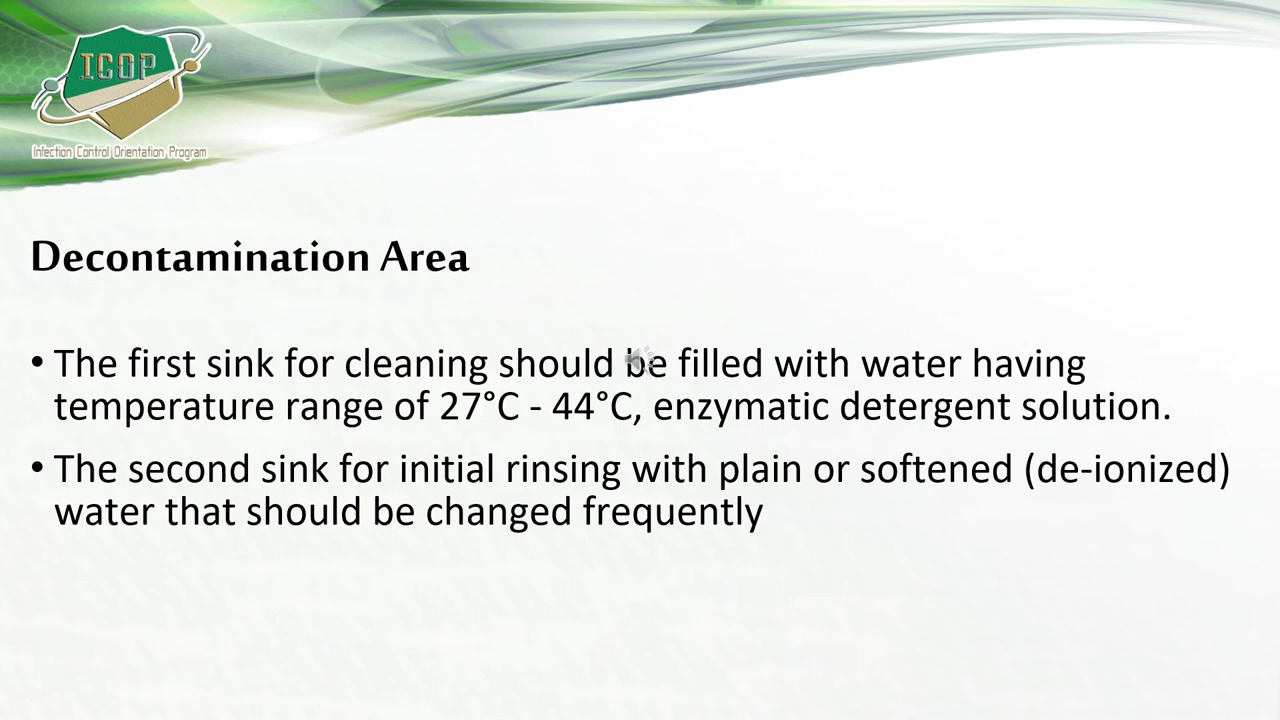 ICOP
Infection Control Orientation Program
Decontamination Area
• The first sink for cleaning should be filled with water having
temperature range of 27°C - 44°C, enzymatic detergent solution.
• The second sink for initial rinsing with plain or softened (de-ionized)
water that should be changed frequently